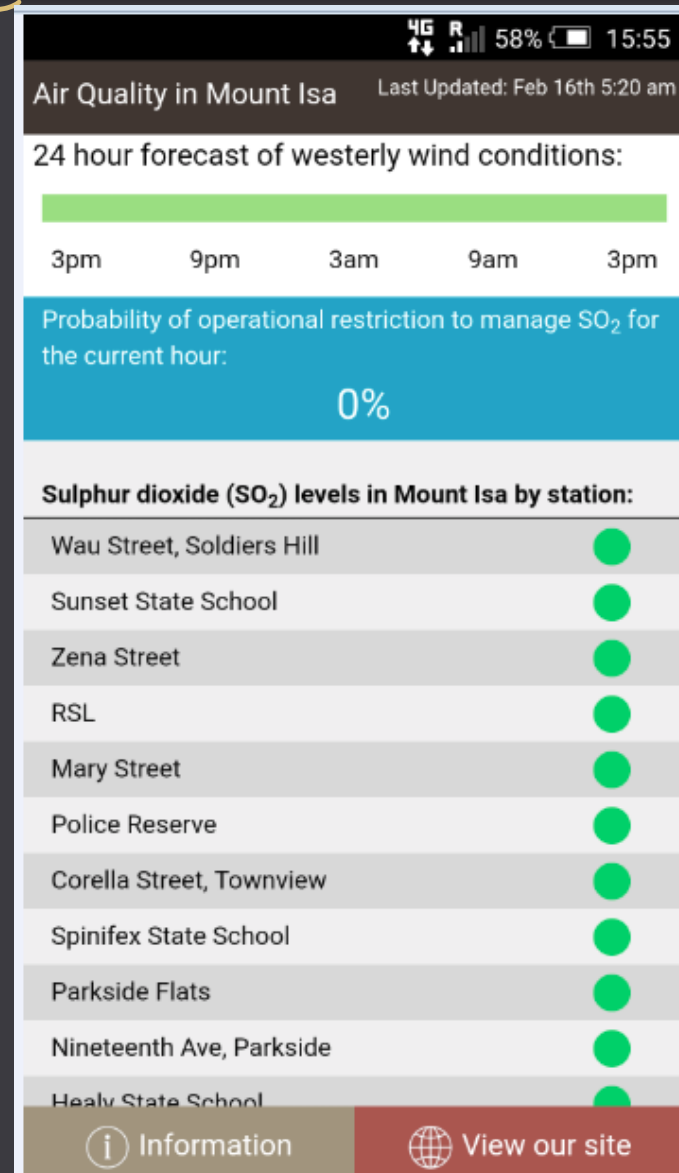 4G R 58% 15:55
Air Quality in Mount Isa Last Updated: Feb 16th 5:20 am
24 hour forecast of westerly wind conditions:
3pm 9pm 3am 9am 3pm
Probability of operational restriction to manage SO₂ for
the current hour:
0%
Sulphur dioxide (SO₂) levels in Mount Isa by station:
Wau Street, Soldiers Hill
Sunset State School
Zena Street
RSL
Mary Street
Police Reserve
Corella Street, Townview
Spinifex State School
Parkside Flats
Nineteenth Ave, Parkside
Healy State School
i Information View our site